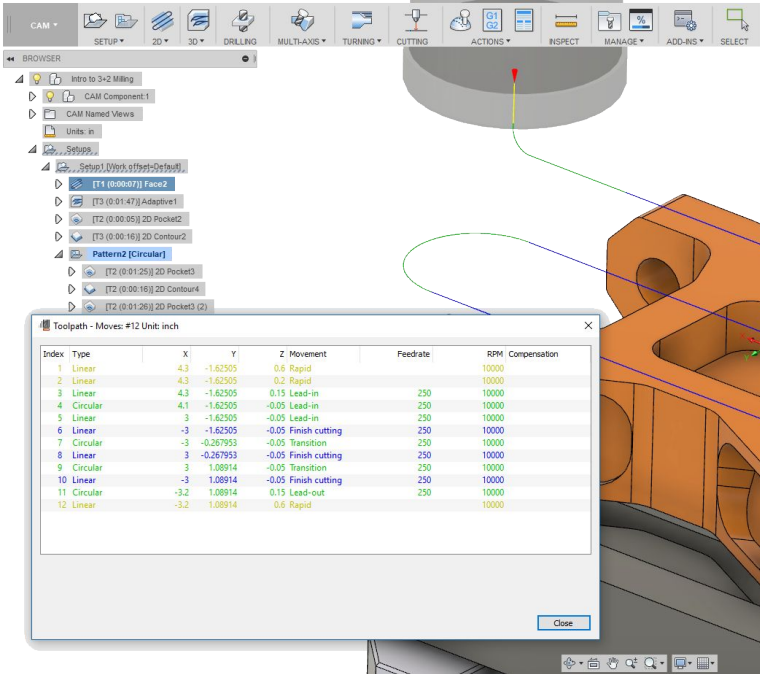 CAM
G1
G2
%
SETUP 2D 3D DRILLING MULTI-AXIS TURNING CUTTING ACTIONS INSPECT MANAGE ADD-INS SELECT
BROWSER
Intro to 3+2 Milling
CAM Component:1
CAM Named Views
Units: in
Setups
Setup1 [Work offset=Default]
[T1 (0:00:07)] Face2
[T3 (0:01:47)] Adaptive1
[T2 (0:00:05)] 2D Pocket2
[T3 (0:00:16)] 2D Contour2
Pattern2 [Circular]
[T2 (0:01:25)] 2D Pocket3
[T2 (0:00:16)] 2D Contour4
[T2 (0:01:26)] 2D Pocket3 (2)
Toolpath - Moves: #12 Unit: inch
Index Type X Y Z Movement Feedrate RPM Compensation
1 Linear 4.3 -1.62505 0.6 Rapid 10000
2 Linear 4.3 -1.62505 0.2 Rapid 10000
3 Linear 4.3 -1.62505 0.15 Lead-in 250 10000
4 Circular 4.1 -1.62505 -0.05 Lead-in 250 10000
5 Linear 3 -1.62505 -0.05 Lead-in 250 10000
6 Linear -3 -1.62505 -0.05 Finish cutting 250 10000
7 Circular -3 -0.267953 -0.05 Transition 250 10000
8 Linear 3 -0.267953 -0.05 Finish cutting 250 10000
9 Circular 3 1.08914 -0.05 Transition 250 10000
10 Linear -3 1.08914 -0.05 Finish cutting 250 10000
11 Circular -3.2 1.08914 0.15 Lead-out 250 10000
12 Linear -3.2 1.08914 0.6 Rapid 10000
Close